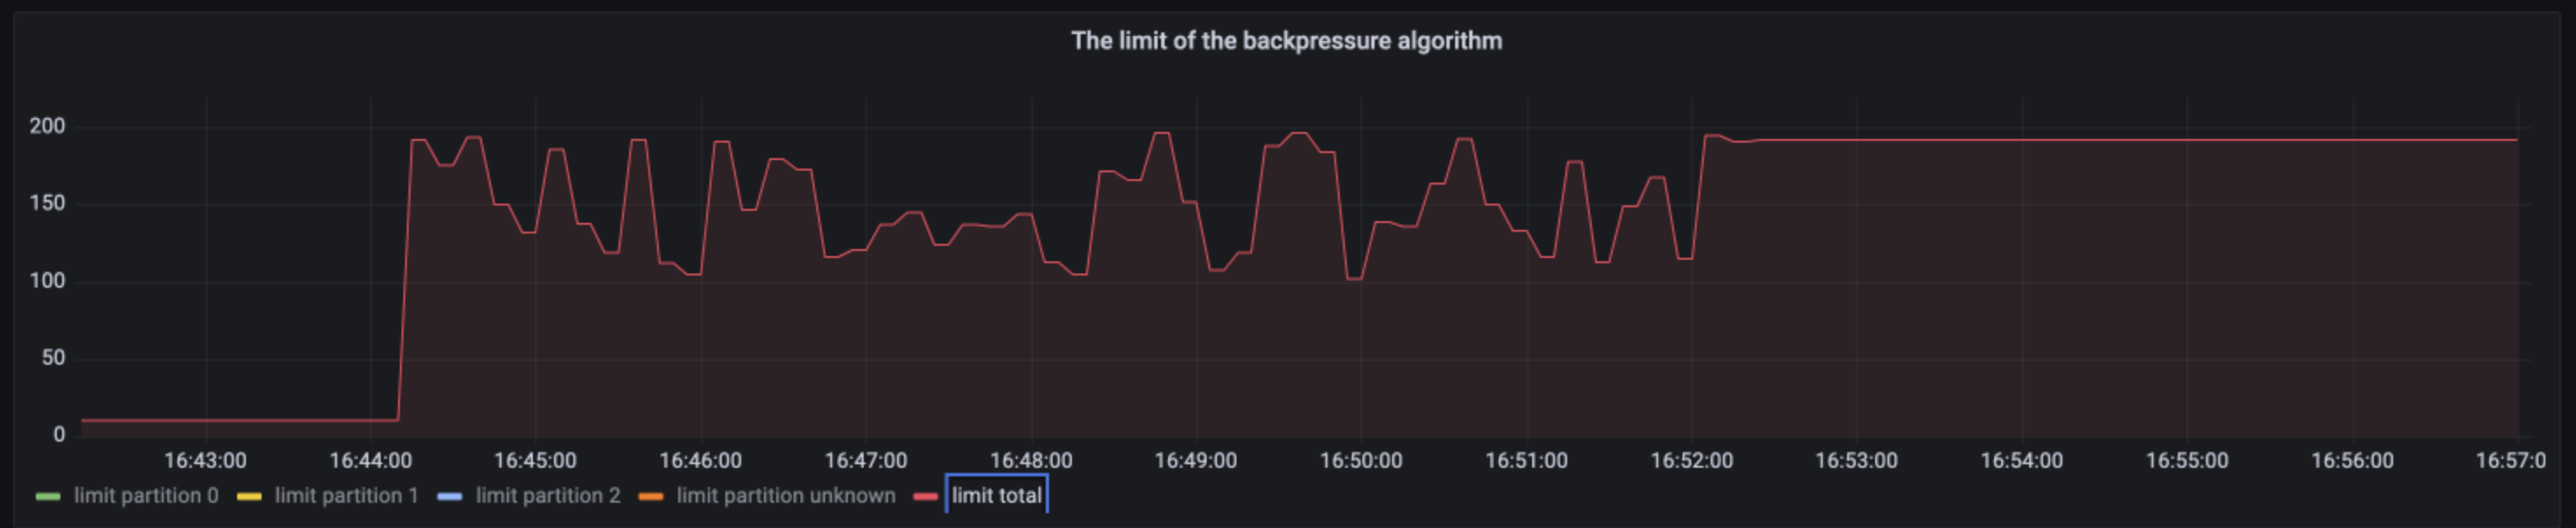 The limit of the backpressure algorithm
200
150
100
50
0
16:43:00 16:44:00 16:45:00 16:46:00 16:47:00 16:48:00 16:49:00 16:50:00 16:51:00 16:52:00 16:53:00 16:54:00 16:55:00 16:56:00 16:57:0
limit partition 0 limit partition 1 limit partition 2 limit partition unknown limit total